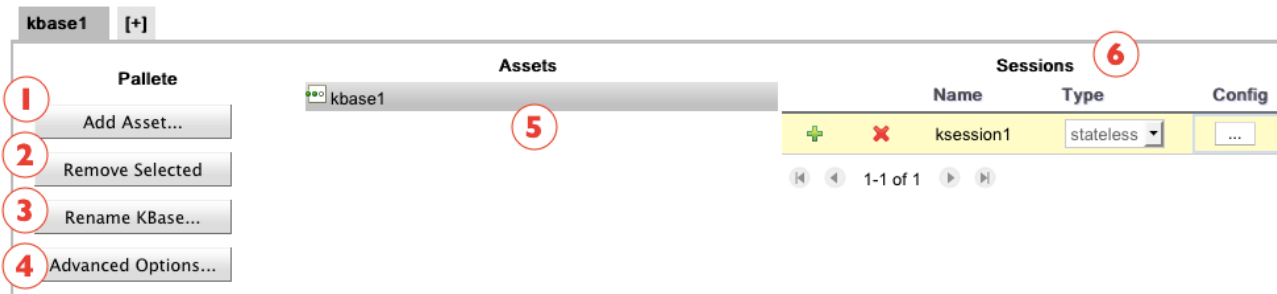 kbase1 [+]
Pallete
Assets
Sessions
6
1
Add Asset...
2
Remove Selected
3
Rename KBase...
4
Advanced Options...
kbase1
5
Name Type Config
ksession1 stateless ...
1-1 of 1